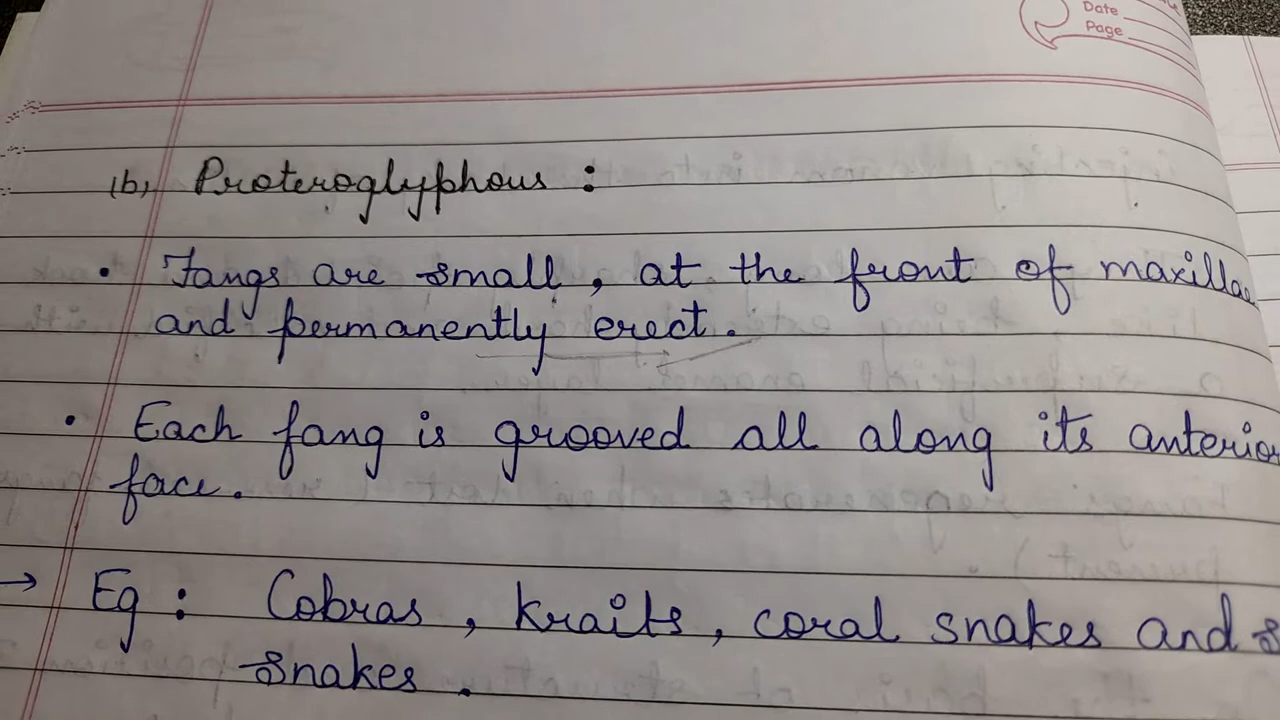 Date
Page
(b) Proteroglyphous :
• Fangs are small, at the front of maxillae
and permanently erect.
• Each fang is grooved all along its anterior
face.
→ Eg : Cobras, kraits, coral snakes and
snakes.